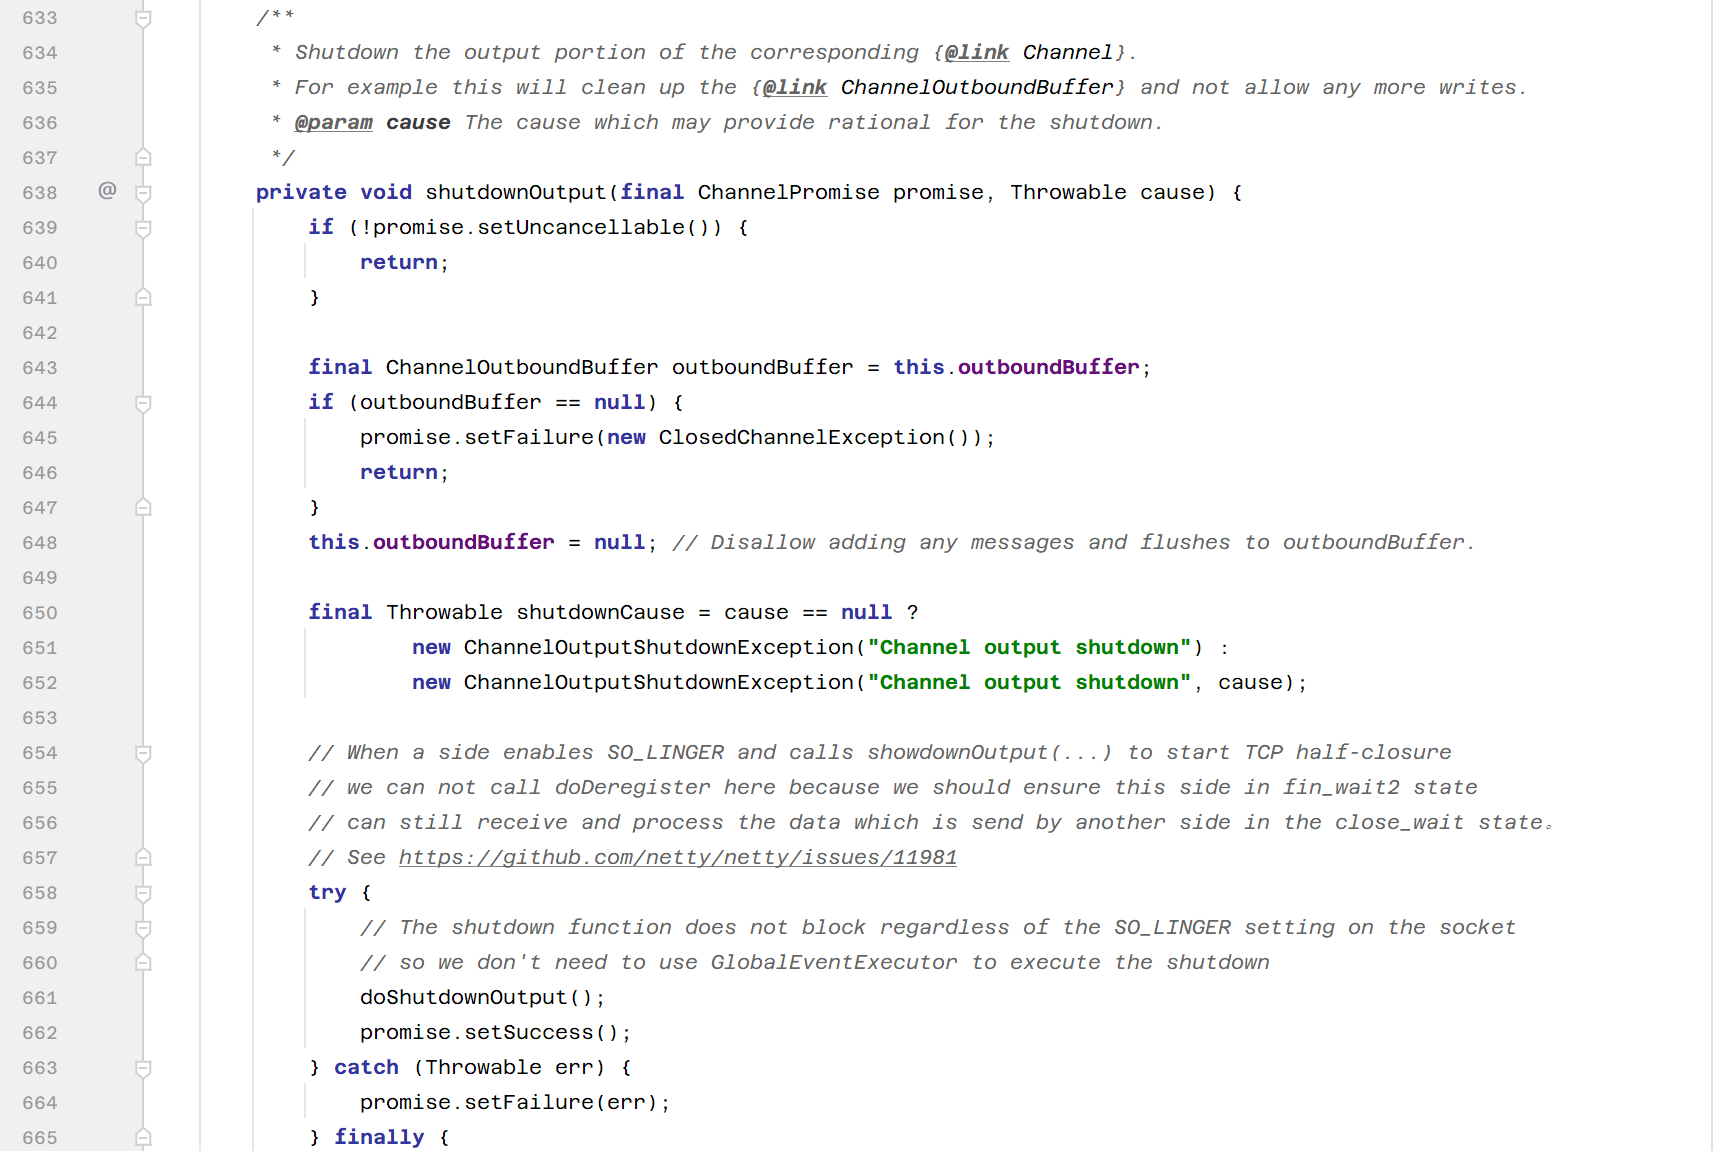 633 /**
634 * Shutdown the output portion of the corresponding {@link Channel}.
635 * For example this will clean up the {@link ChannelOutboundBuffer} and not allow any more writes.
636 * @param cause The cause which may provide rational for the shutdown.
637 */
638 @ private void shutdownOutput(final ChannelPromise promise, Throwable cause) {
639 if (!promise.setUncancellable()) {
640 return;
641 }
642
643 final ChannelOutboundBuffer outboundBuffer = this.outboundBuffer;
644 if (outboundBuffer == null) {
645 promise.setFailure(new ClosedChannelException());
646 return;
647 }
648 this.outboundBuffer = null; // Disallow adding any messages and flushes to outboundBuffer.
649
650 final Throwable shutdownCause = cause == null ?
651 new ChannelOutputShutdownException("Channel output shutdown") :
652 new ChannelOutputShutdownException("Channel output shutdown", cause);
653
654 // When a side enables SO_LINGER and calls showdownOutput(...) to start TCP half-closure
655 // we can not call doDeregister here because we should ensure this side in fin_wait2 state
656 // can still receive and process the data which is send by another side in the close_wait state。
657 // See https://github.com/netty/netty/issues/11981
658 try {
659 // The shutdown function does not block regardless of the SO_LINGER setting on the socket
660 // so we don't need to use GlobalEventExecutor to execute the shutdown
661 doShutdownOutput();
662 promise.setSuccess();
663 } catch (Throwable err) {
664 promise.setFailure(err);
665 } finally {